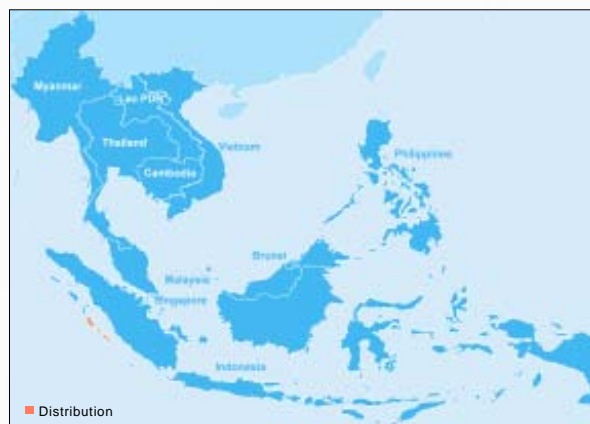 Myanmar
Lao PDR
Thailand
Vietnam
Cambodia
Philippines
Brunei
Malaysia
Singapore
Indonesia
Distribution